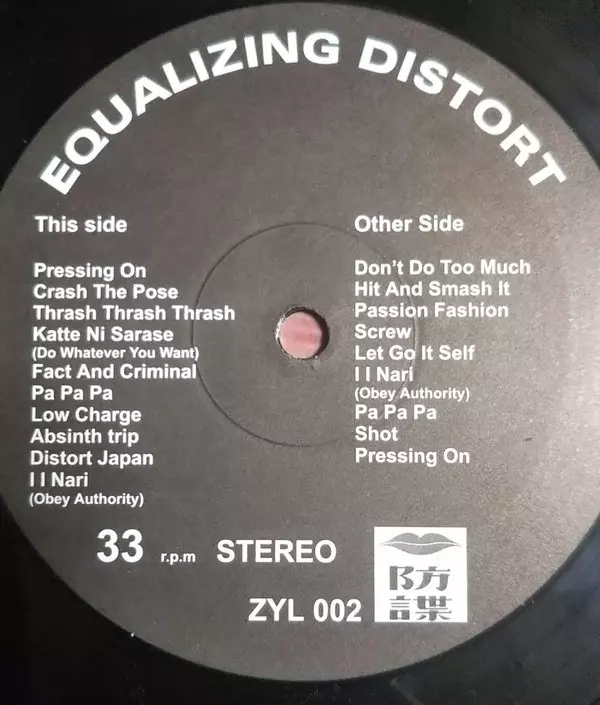 EQUALIZING DISTORT
This side
Pressing On
Crash The Pose
Thrash Thrash Thrash
Katte Ni Sarase
(Do Whatever You Want)
Fact And Criminal
Pa Pa Pa
Low Charge
Absinth trip
Distort Japan
I I Nari
(Obey Authority)
Other Side
Don't Do Too Much
Hit And Smash It
Passion Fashion
Screw
Let Go It Self
I I Nari
(Obey Authority)
Pa Pa Pa
Shot
Pressing On
33 r.p.m STEREO
ZYL 002
防
諜